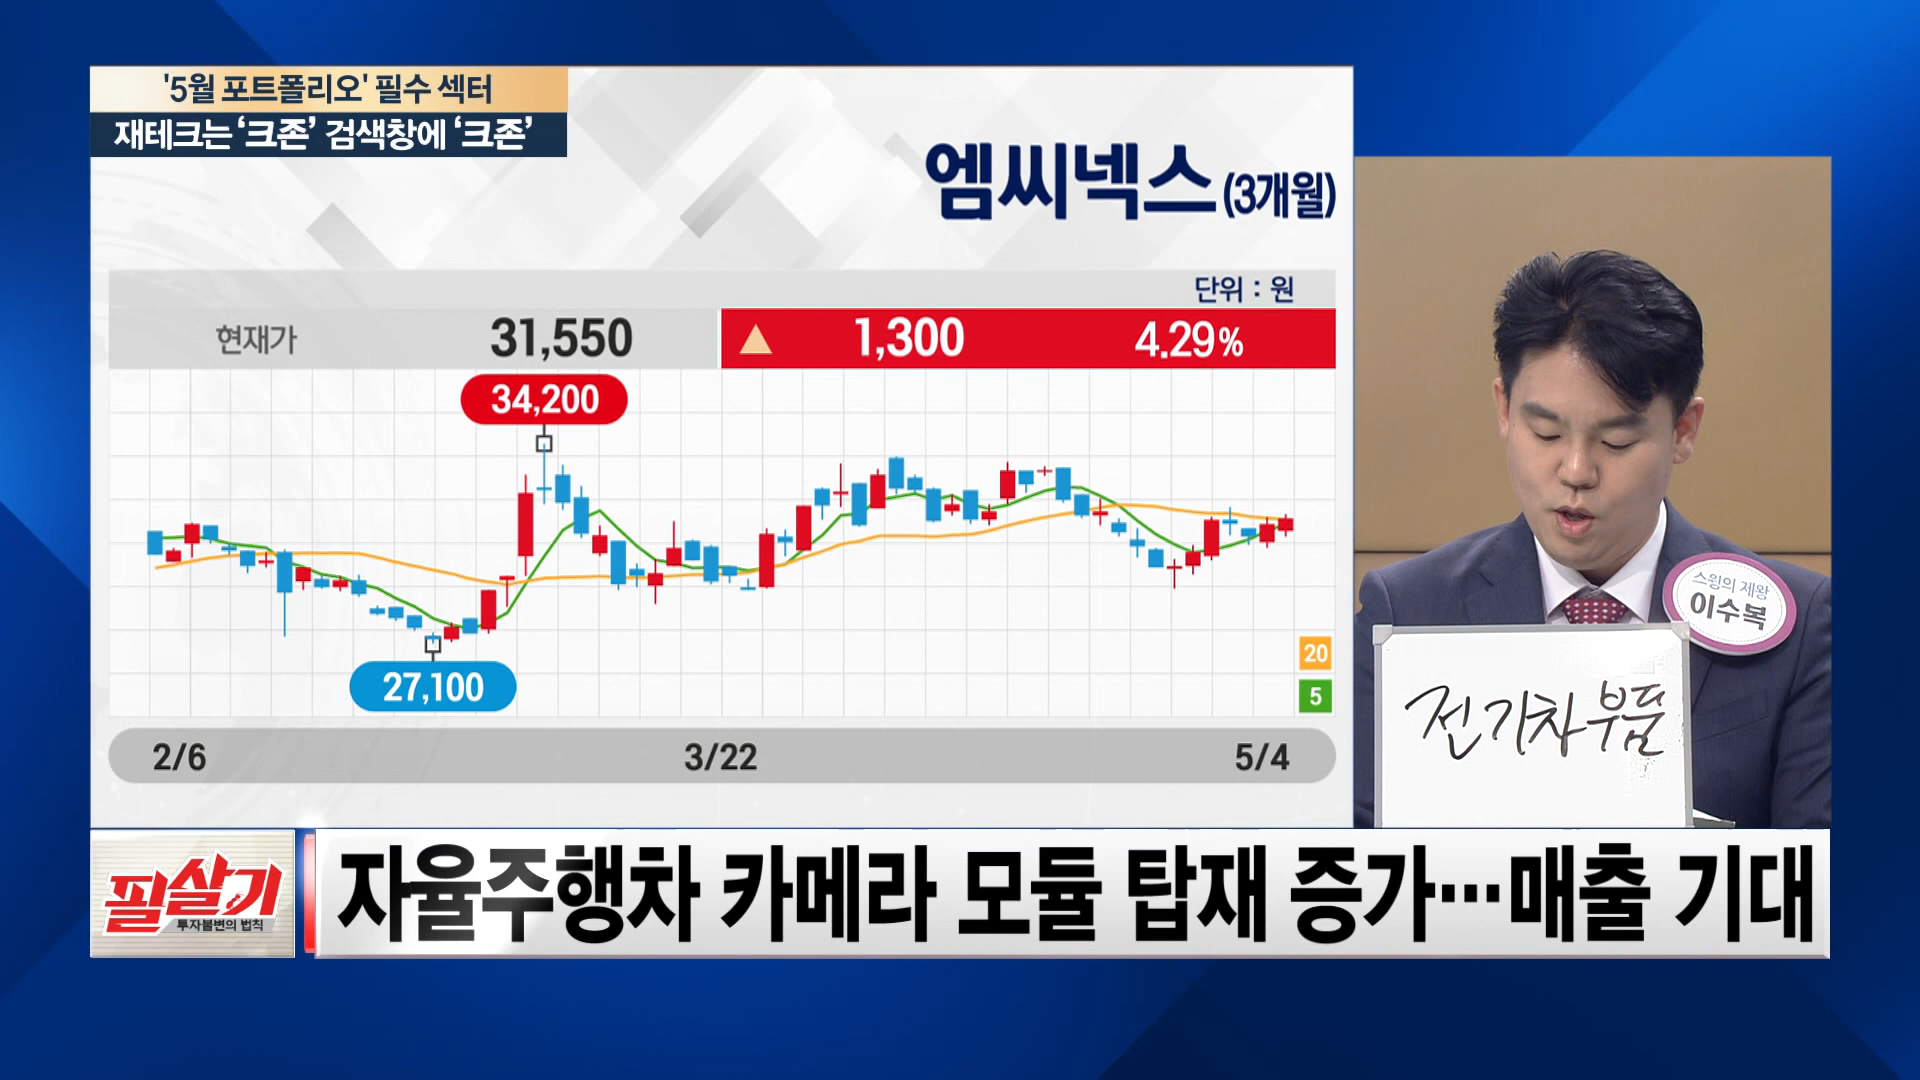 '5월 포트폴리오' 필수 섹터
재테크는 ‘크존’ 검색창에 ‘크존’
엠씨넥스 (3개월)
단위 : 원
현재가 31,550 ▲ 1,300 4.29%
34,200
27,100
20
5
2/6 3/22 5/4
스윙의 제왕
이수복
전기차 부품
필살기
투자불변의 법칙
자율주행차 카메라 모듈 탑재 증가…매출 기대